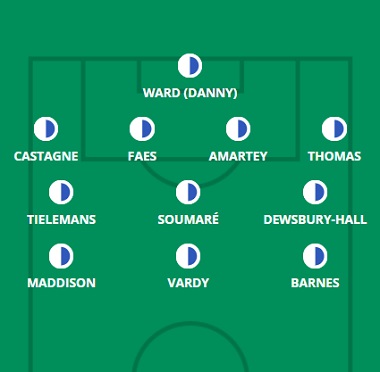 WARD (DANNY)
CASTAGNE FAES AMARTEY THOMAS
TIELEMANS SOUMARÉ DEWSBURY-HALL
MADDISON VARDY BARNES